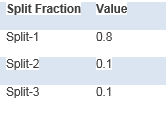 Split Fraction Value
Split-1 0.8
Split-2 0.1
Split-3 0.1